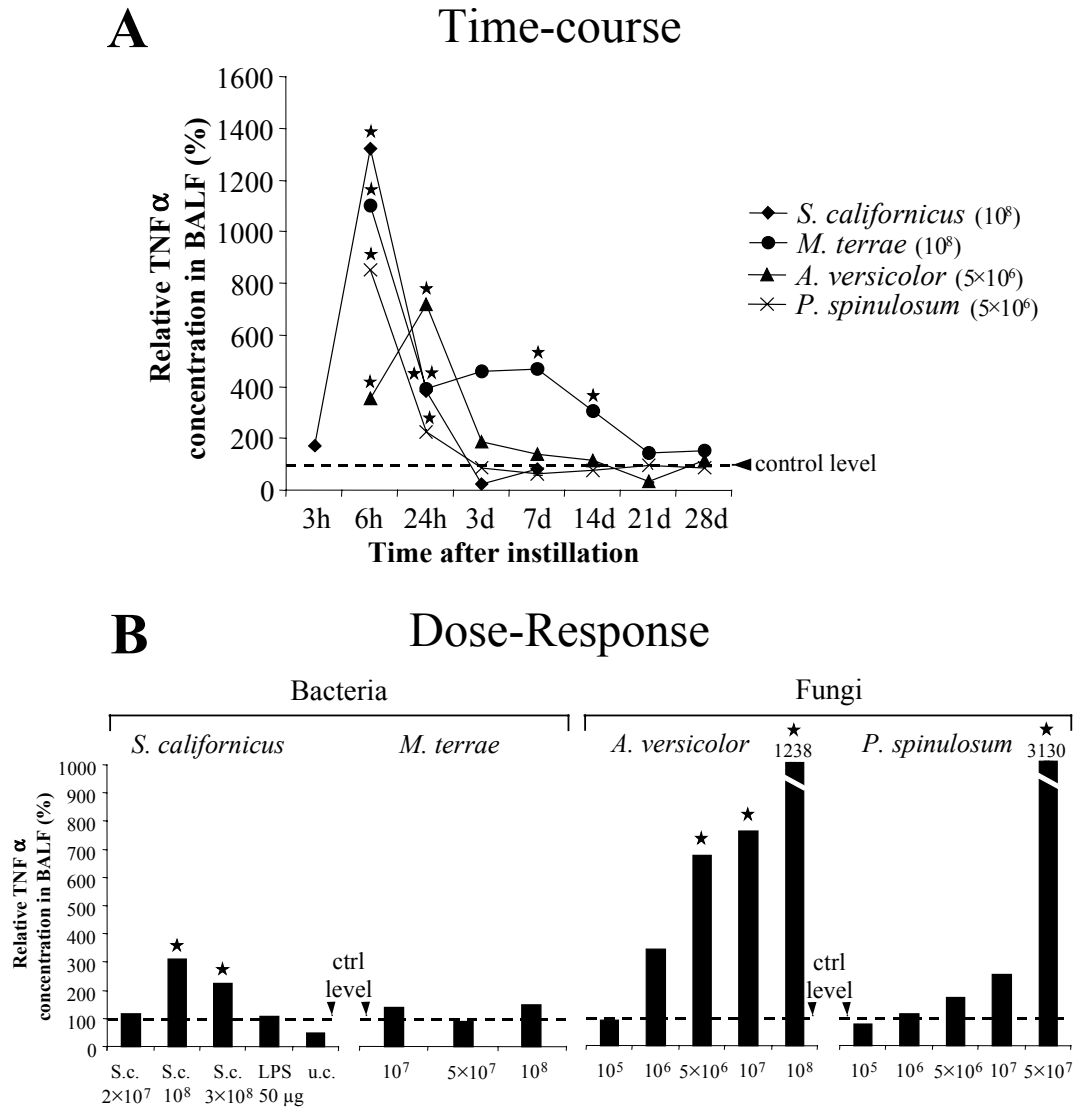 A
Time-course
Relative TNF α
concentration in BALF (%)
1600
1400
1200
1000
800
600
400
200
0
3h 6h 24h 3d 7d 14d 21d 28d
Time after instillation
control level
S. californicus (10⁸)
M. terrae (10⁸)
A. versicolor (5×10⁶)
P. spinulosum (5×10⁶)
B
Dose-Response
Bacteria Fungi
S. californicus M. terrae A. versicolor P. spinulosum
1238 3130
Relative TNF α
concentration in BALF (%)
1000
900
800
700
600
500
400
300
200
100
0
ctrl
level
ctrl
level
S.c.
2×10⁷
S.c.
10⁸
S.c.
3×10⁸
LPS
50 µg
u.c.
10⁷ 5×10⁷ 10⁸
10⁵ 10⁶ 5×10⁶ 10⁷ 10⁸
10⁵ 10⁶ 5×10⁶ 10⁷ 5×10⁷